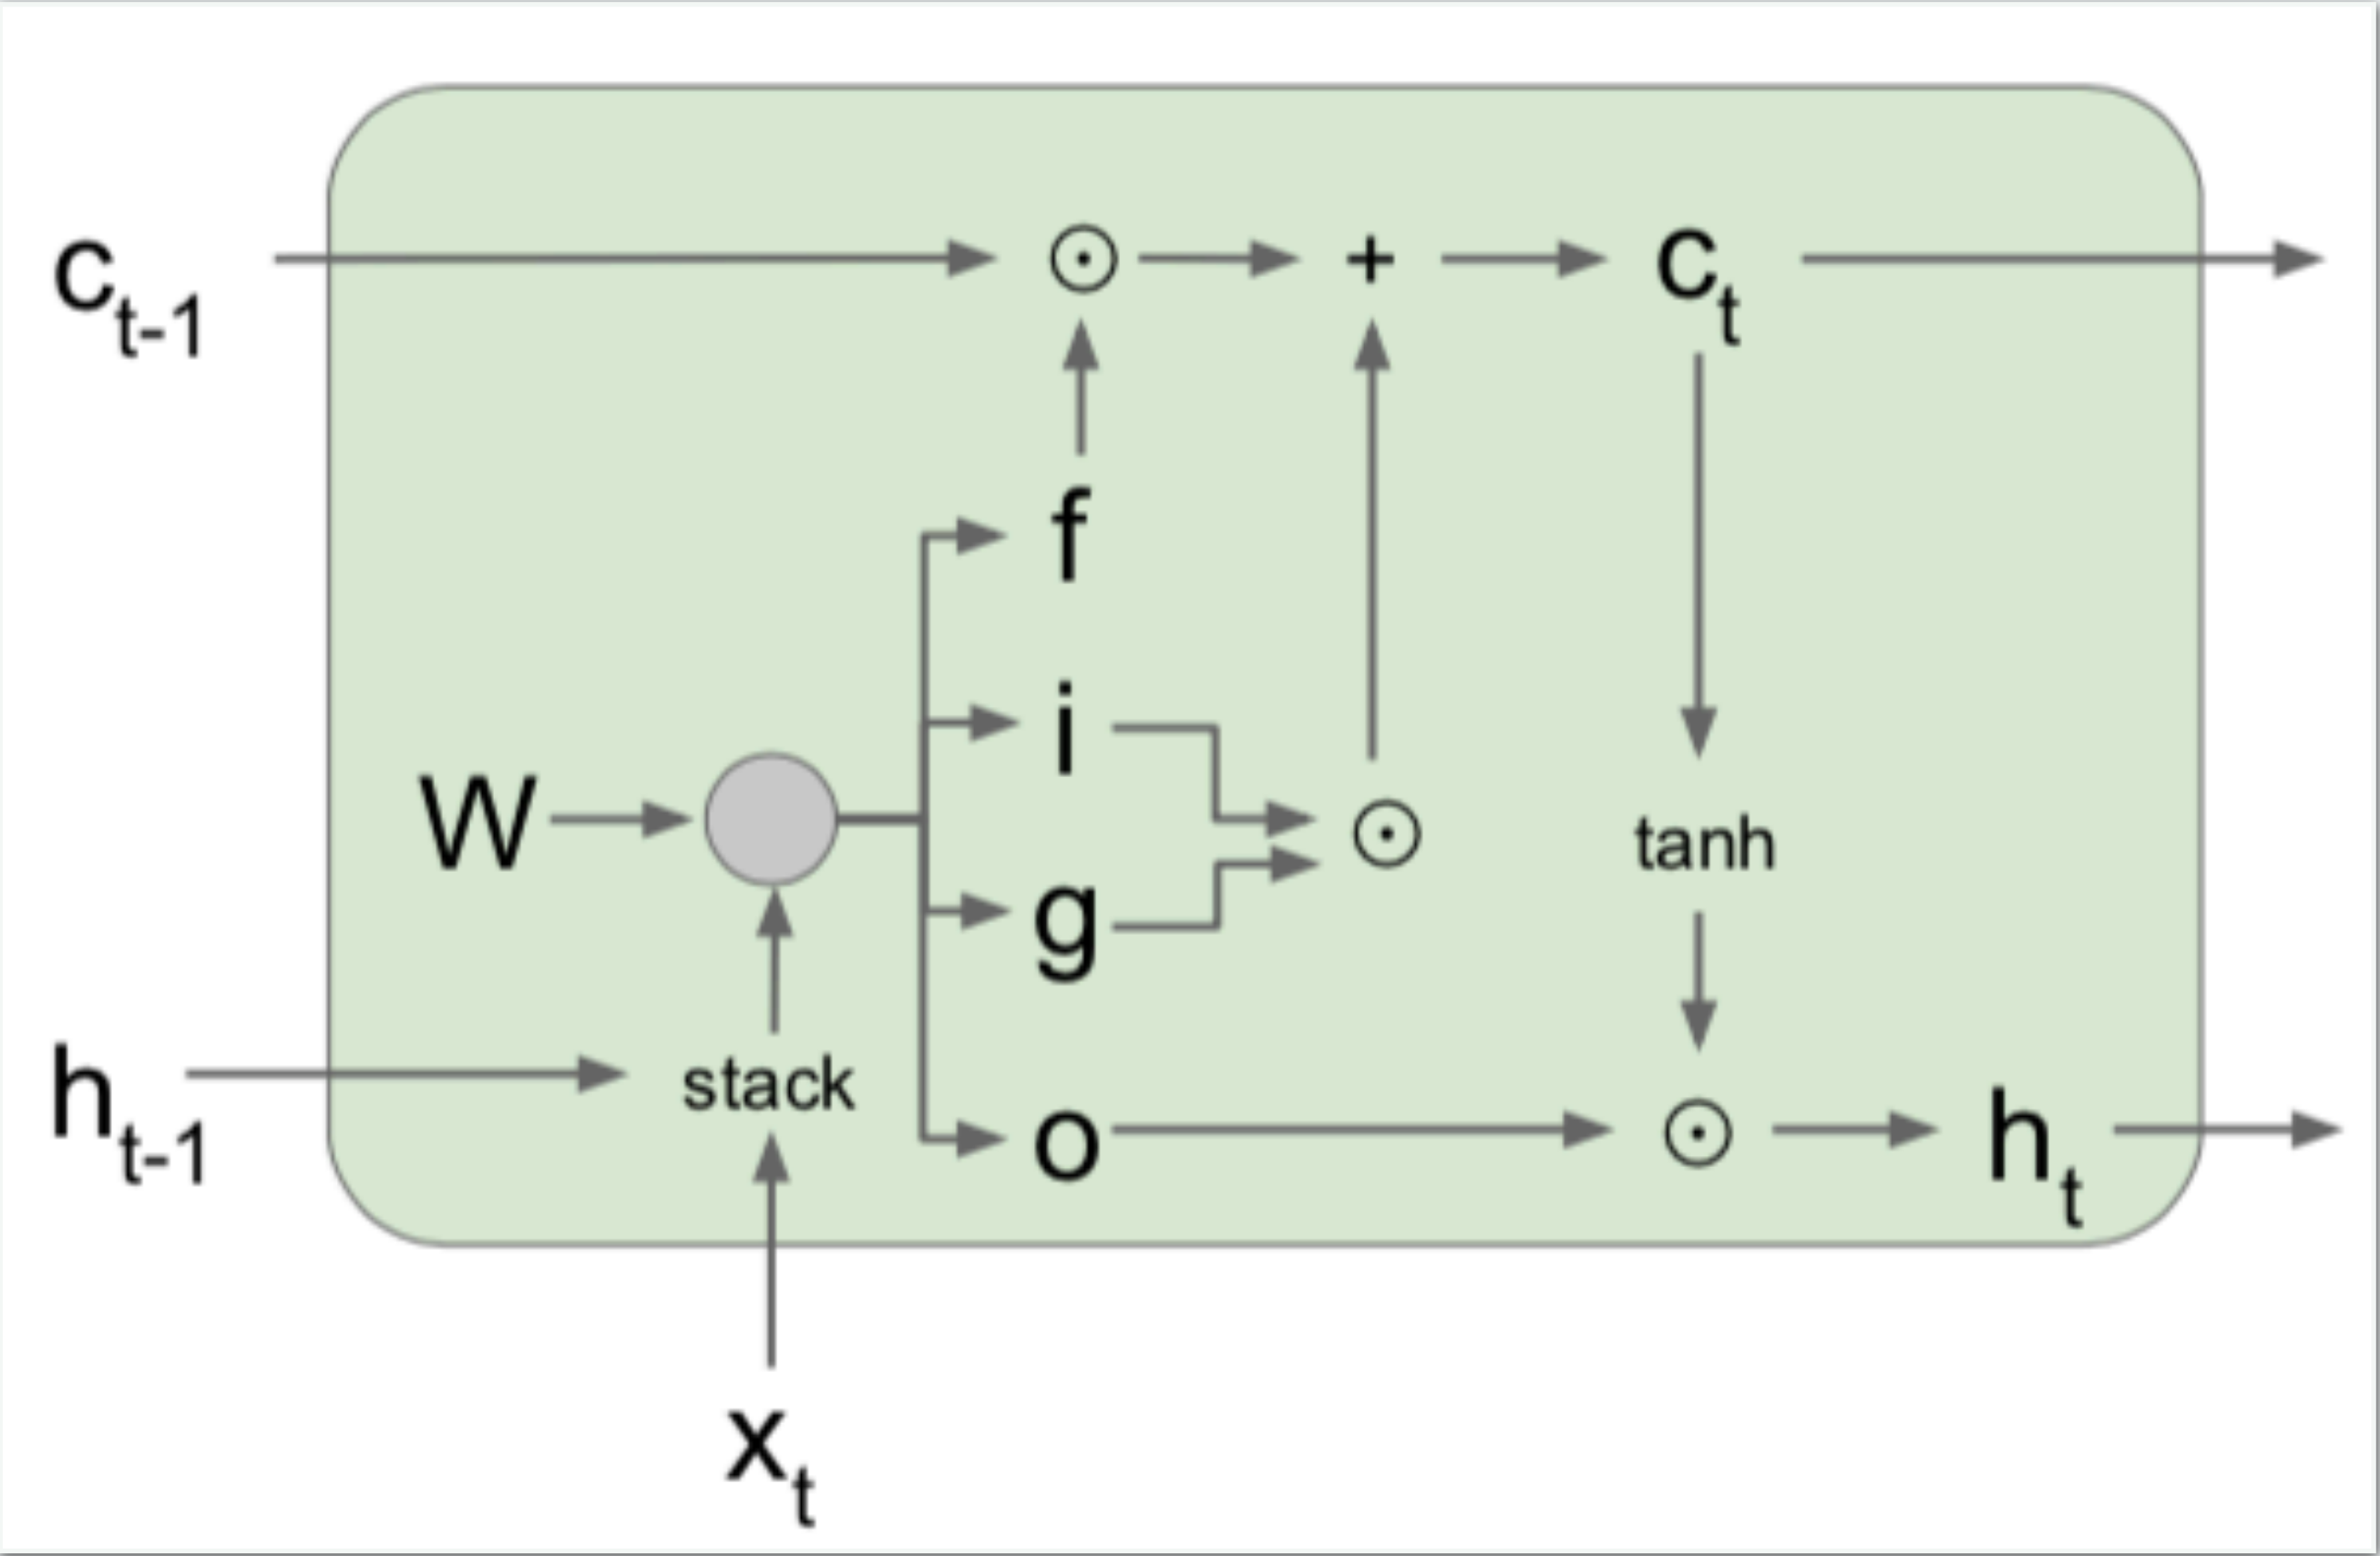 c_{t-1}
⊙
+
c_t
f
i
W
⊙
tanh
g
h_{t-1}
stack
o
⊙
h_t
x_t